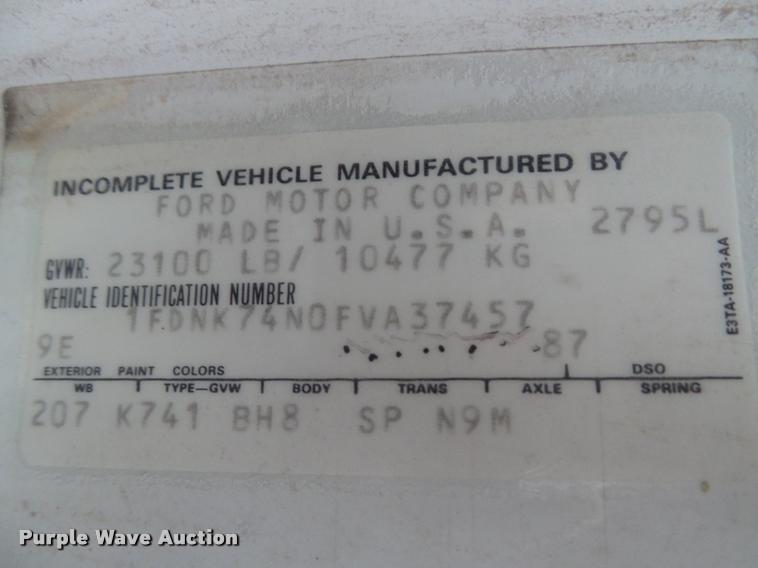 INCOMPLETE VEHICLE MANUFACTURED BY
FORD MOTOR COMPANY
MADE IN U.S.A. 2795L
GVWR: 23100 LB/ 10477 KG
VEHICLE IDENTIFICATION NUMBER
1FDNK74N0FVA37457
9E 87
EXTERIOR PAINT COLORS DSO
WB TYPE—GVW BODY TRANS AXLE SPRING
207 K741 BH8 SP N9M
E3TA-18173-AA
Purple Wave Auction